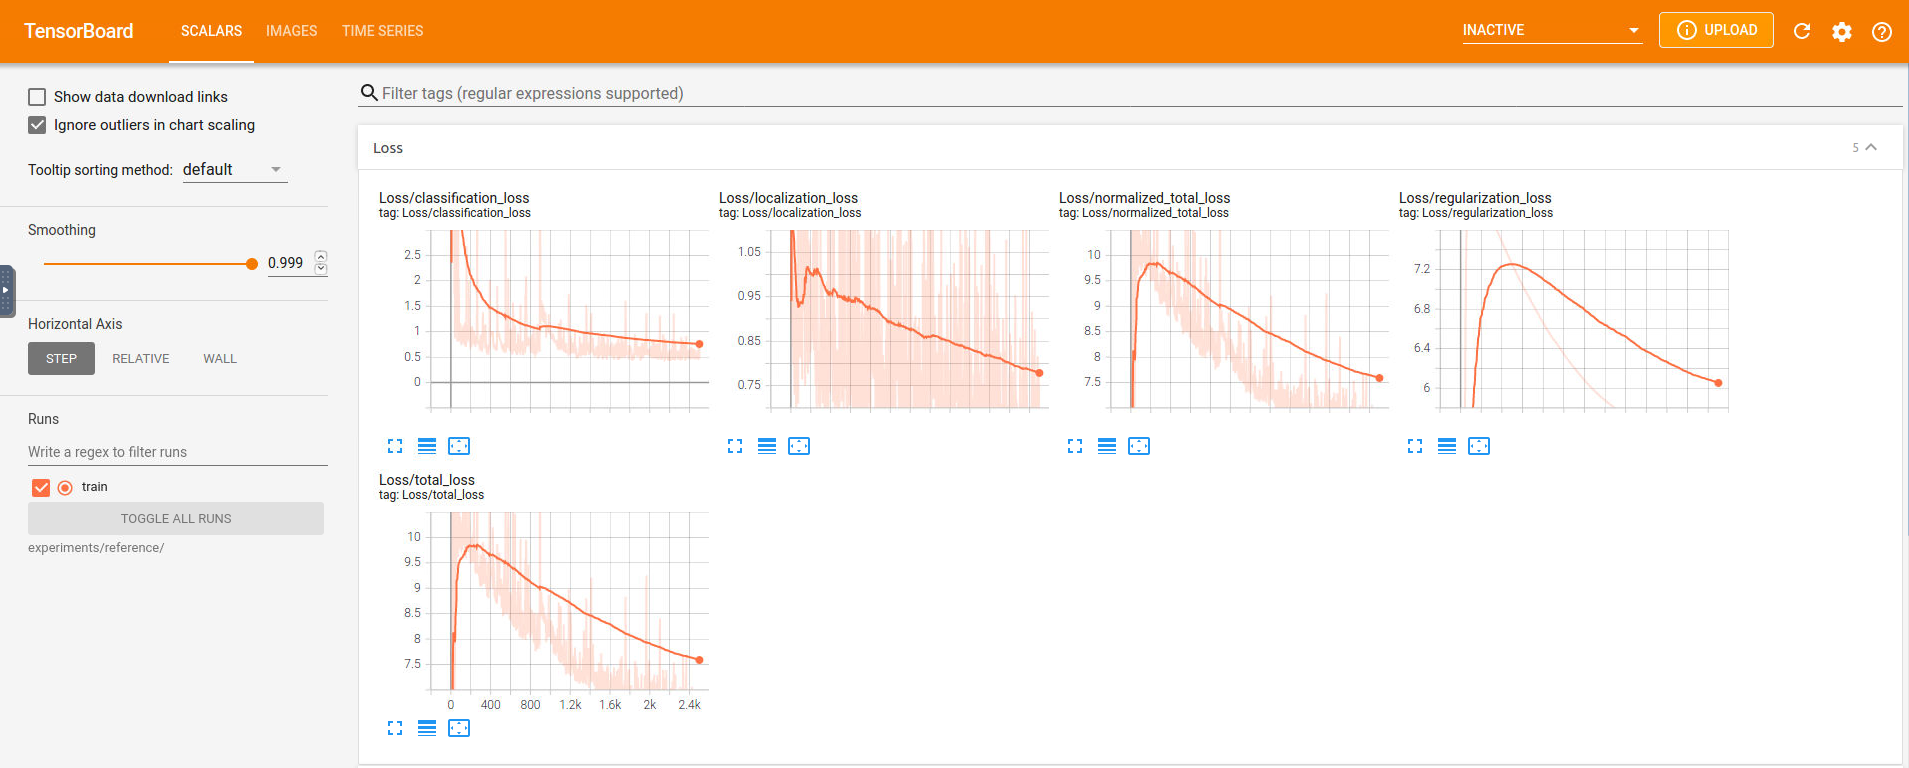 TensorBoard SCALARS IMAGES TIME SERIES INACTIVE UPLOAD
Show data download links
Ignore outliers in chart scaling
Tooltip sorting method: default
Smoothing
0.999
Horizontal Axis
STEP RELATIVE WALL
Runs
Write a regex to filter runs
train
TOGGLE ALL RUNS
experiments/reference/
Filter tags (regular expressions supported)
Loss 5
Loss/classification_loss
tag: Loss/classification_loss
2.5
2
1.5
1
0.5
0
Loss/localization_loss
tag: Loss/localization_loss
1.05
0.95
0.85
0.75
Loss/normalized_total_loss
tag: Loss/normalized_total_loss
10
9.5
9
8.5
8
7.5
Loss/regularization_loss
tag: Loss/regularization_loss
7.2
6.8
6.4
6
Loss/total_loss
tag: Loss/total_loss
10
9.5
9
8.5
8
7.5
0 400 800 1.2k 1.6k 2k 2.4k